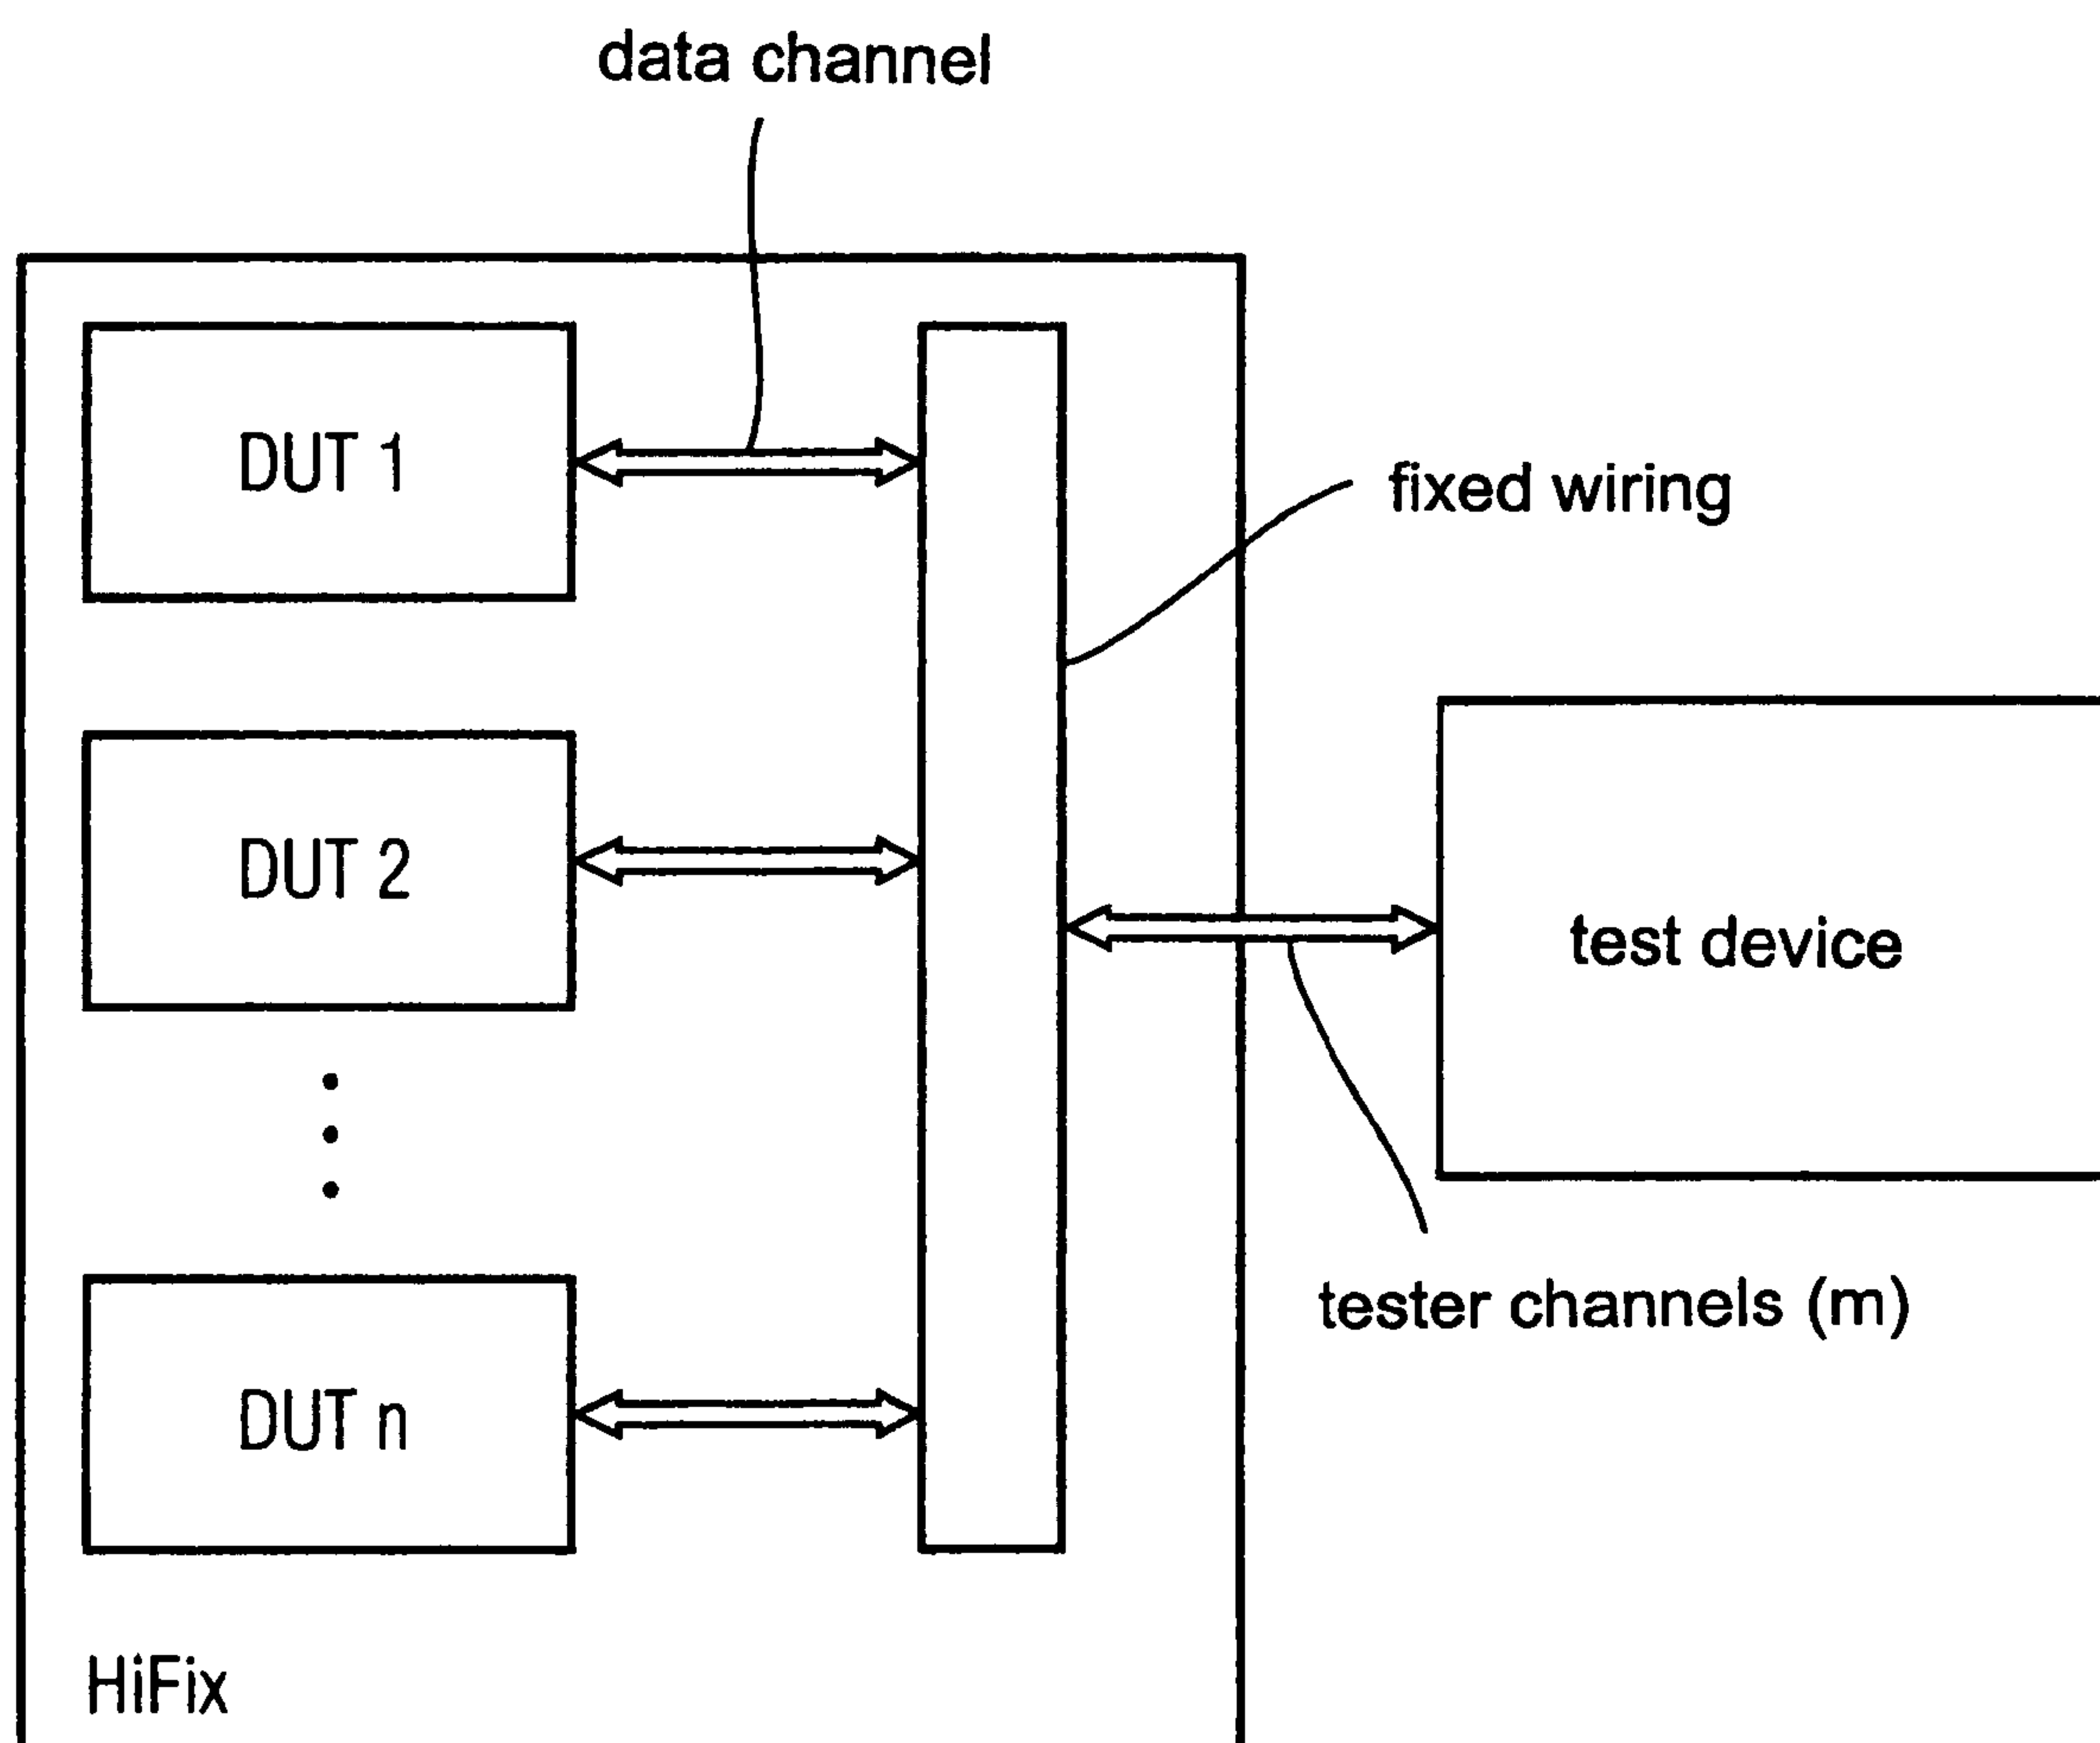 data channel
DUT 1
fixed wiring
DUT 2
test device
tester channels (m)
DUT n
HiFix